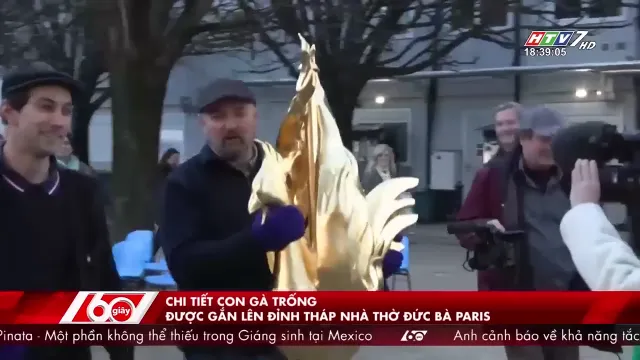 HTV7 HD
18:39:05
60 giây
CHI TIẾT CON GÀ TRỐNG
ĐƯỢC GẮN LÊN ĐỈNH THÁP NHÀ THỜ ĐỨC BÀ PARIS
Pinata - Một phần không thể thiếu trong Giáng sinh tại Mexico 60 Anh cảnh báo về khả năng tắc